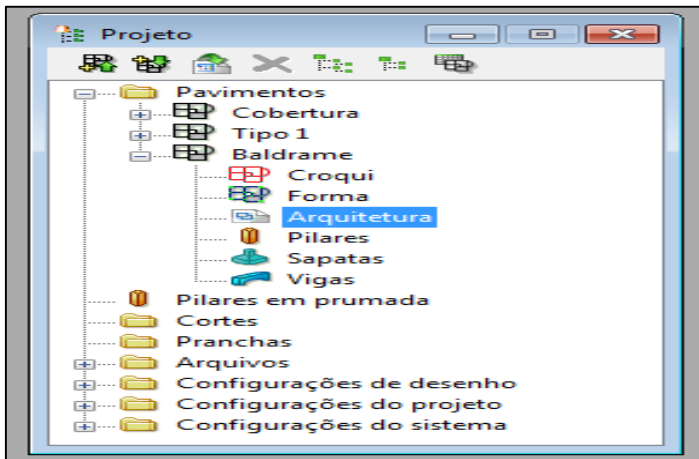 Projeto
Pavimentos
Cobertura
Tipo 1
Baldrame
Croqui
Forma
Arquitetura
Pilares
Sapatas
Vigas
Pilares em prumada
Cortes
Pranchas
Arquivos
Configurações de desenho
Configurações do projeto
Configurações do sistema